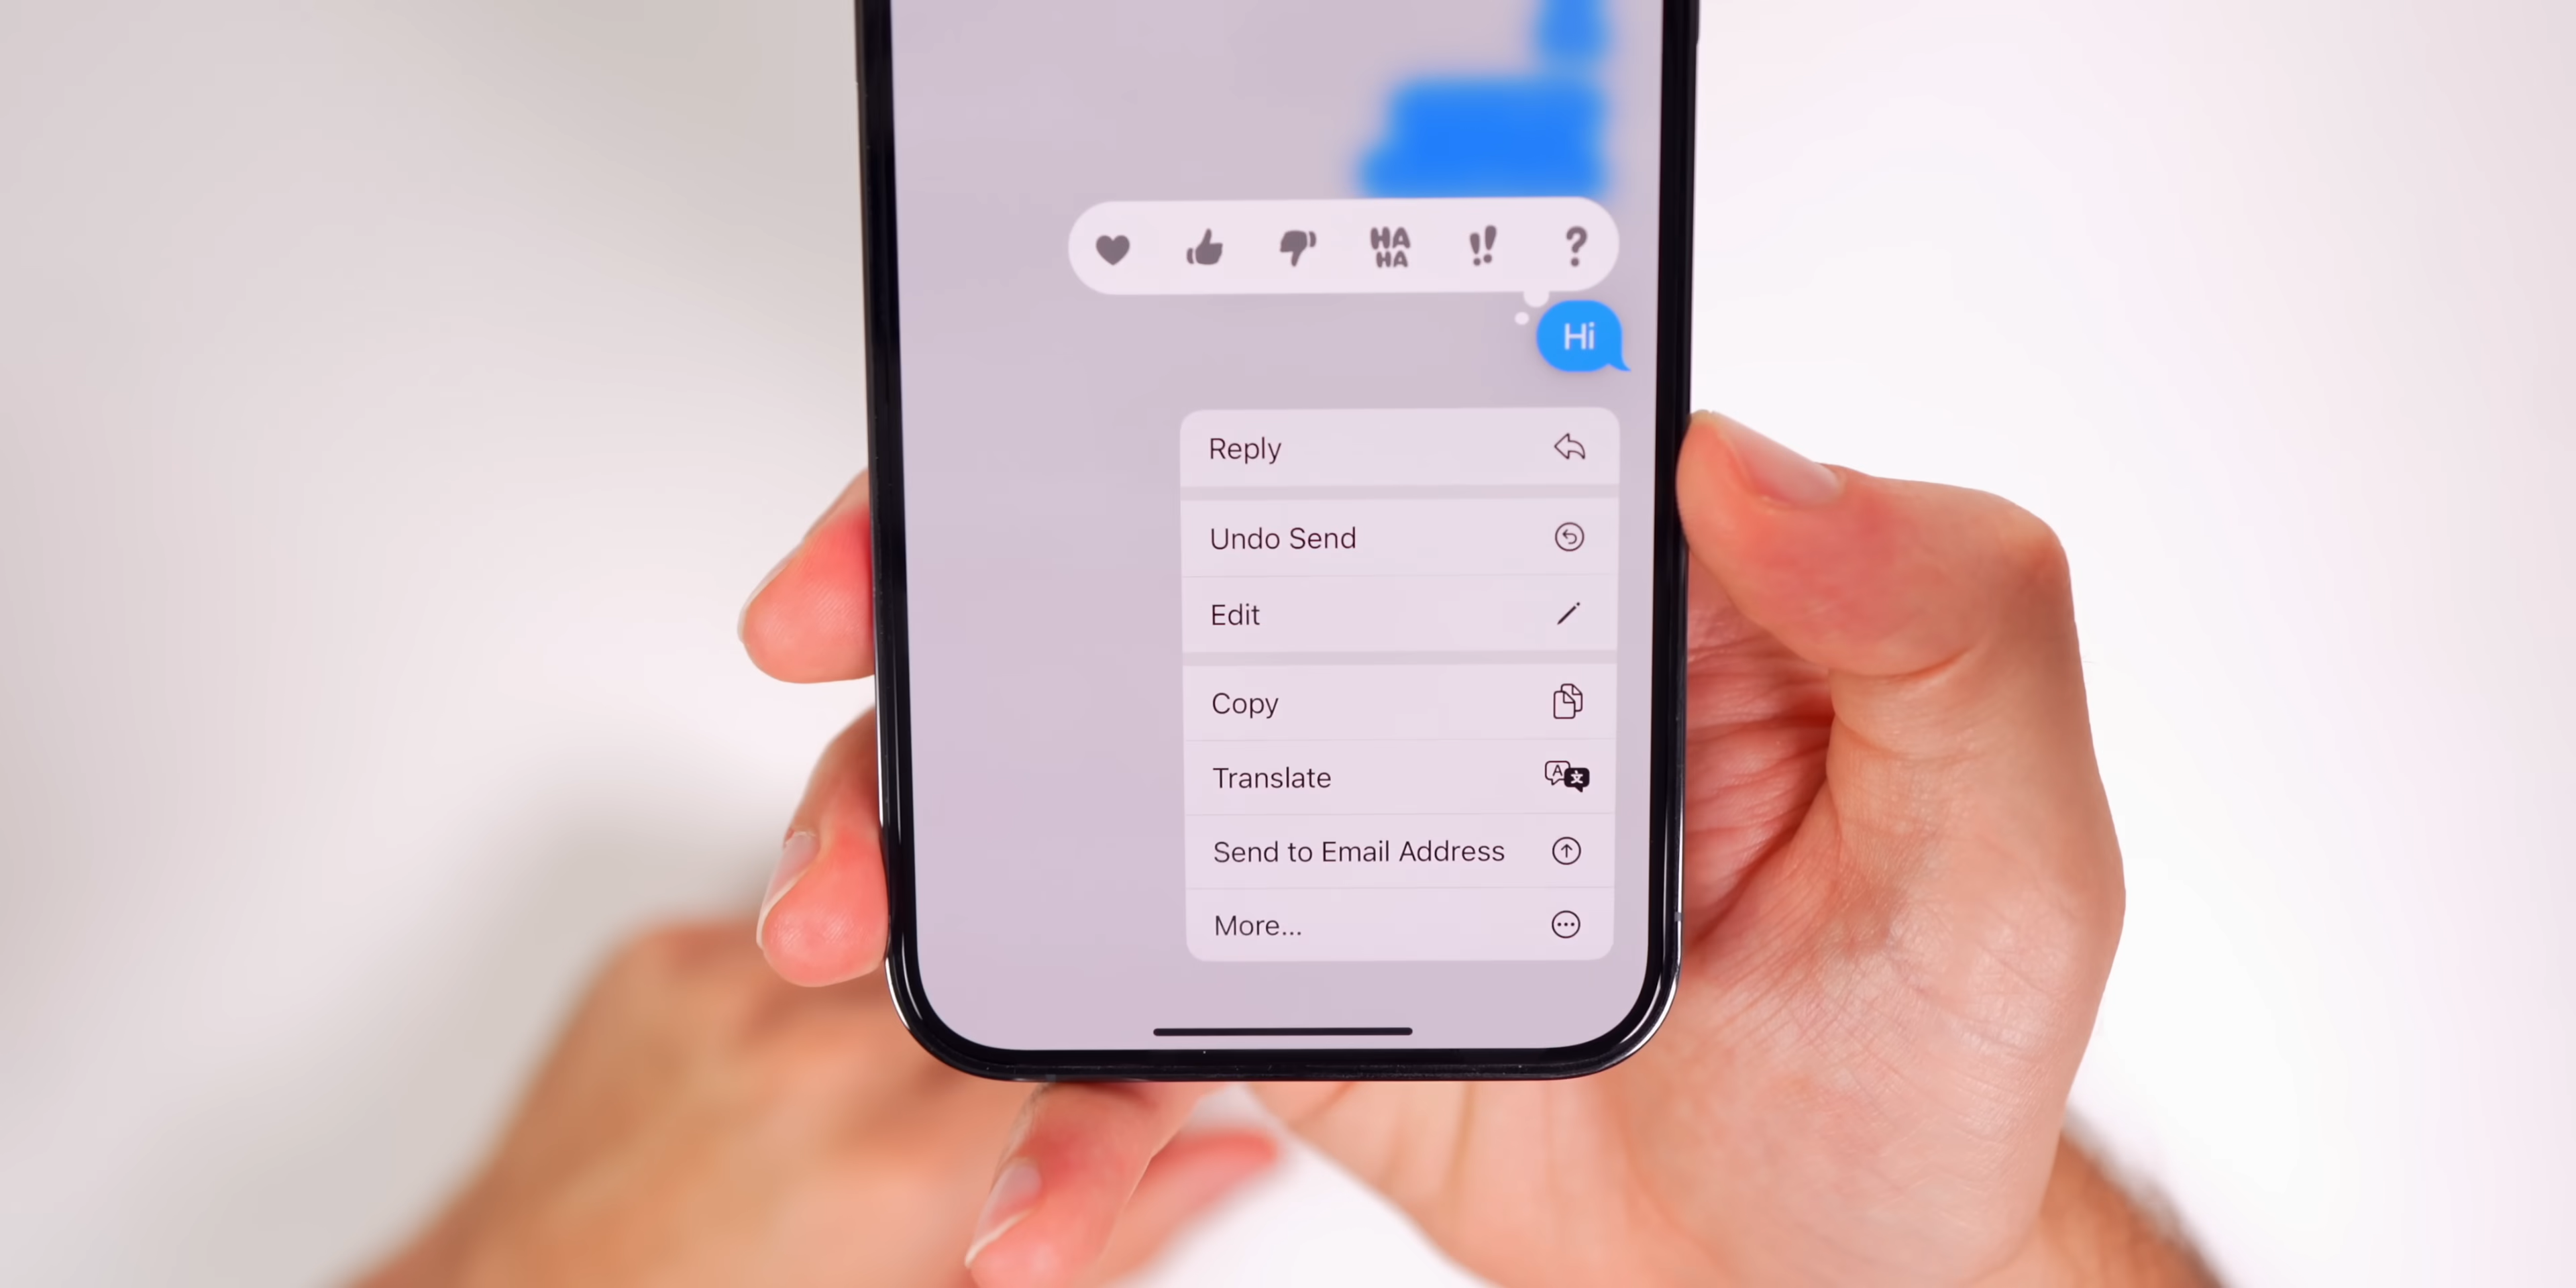 HA
HA
Hi
Reply
Undo Send
Edit
Copy
Translate
Send to Email Address
More...